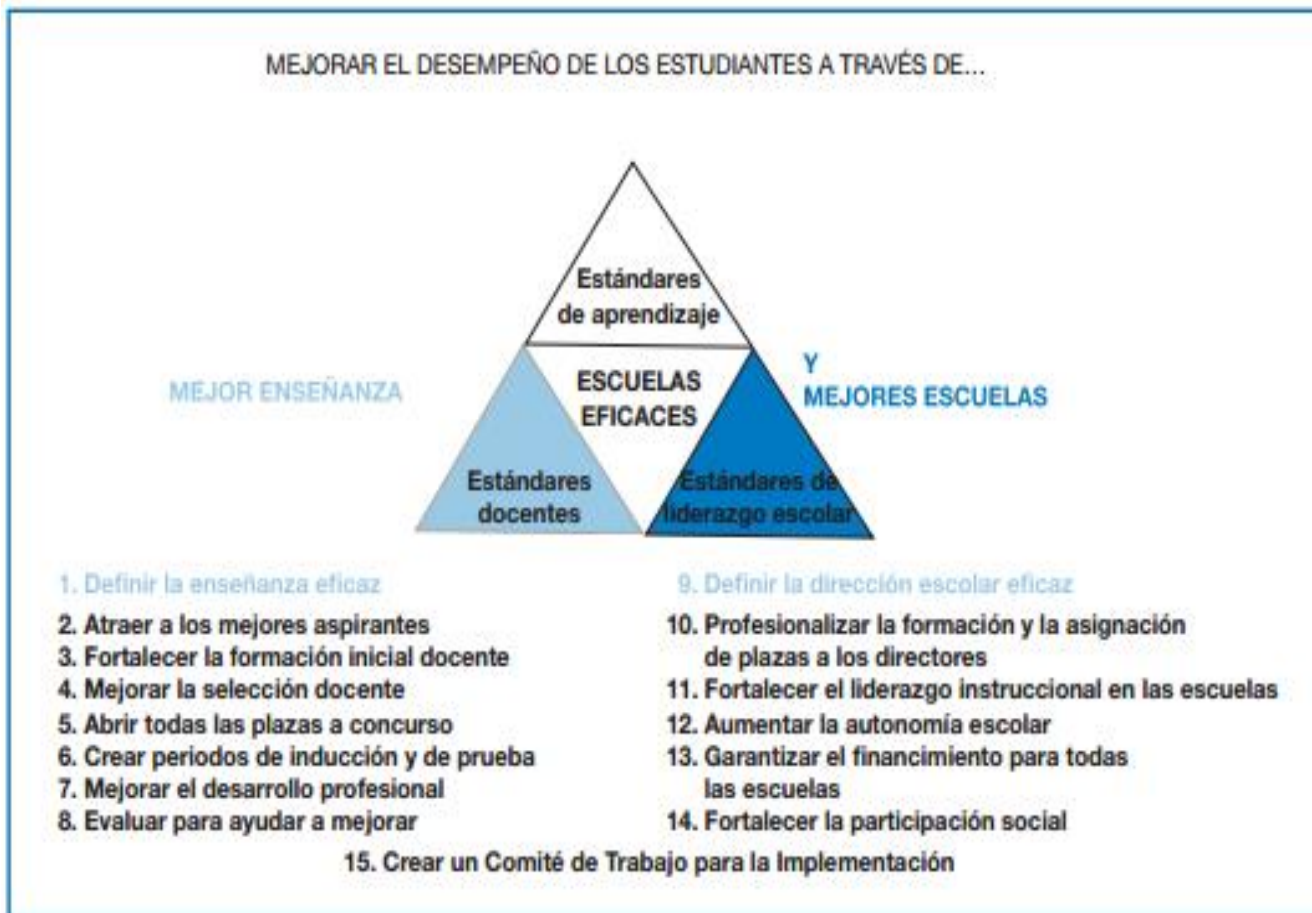 MEJORAR EL DESEMPEÑO DE LOS ESTUDIANTES A TRAVÉS DE...
Estándares
de aprendizaje
MEJOR ENSEÑANZA
ESCUELAS
EFICACES
Y
MEJORES ESCUELAS
Estándares
docentes
Estándares de
liderazgo escolar
1. Definir la enseñanza eficaz
2. Atraer a los mejores aspirantes
3. Fortalecer la formación inicial docente
4. Mejorar la selección docente
5. Abrir todas las plazas a concurso
6. Crear periodos de inducción y de prueba
7. Mejorar el desarrollo profesional
8. Evaluar para ayudar a mejorar
9. Definir la dirección escolar eficaz
10. Profesionalizar la formación y la asignación
de plazas a los directores
11. Fortalecer el liderazgo instruccional en las escuelas
12. Aumentar la autonomía escolar
13. Garantizar el financimiento para todas
las escuelas
14. Fortalecer la participación social
15. Crear un Comité de Trabajo para la Implementación